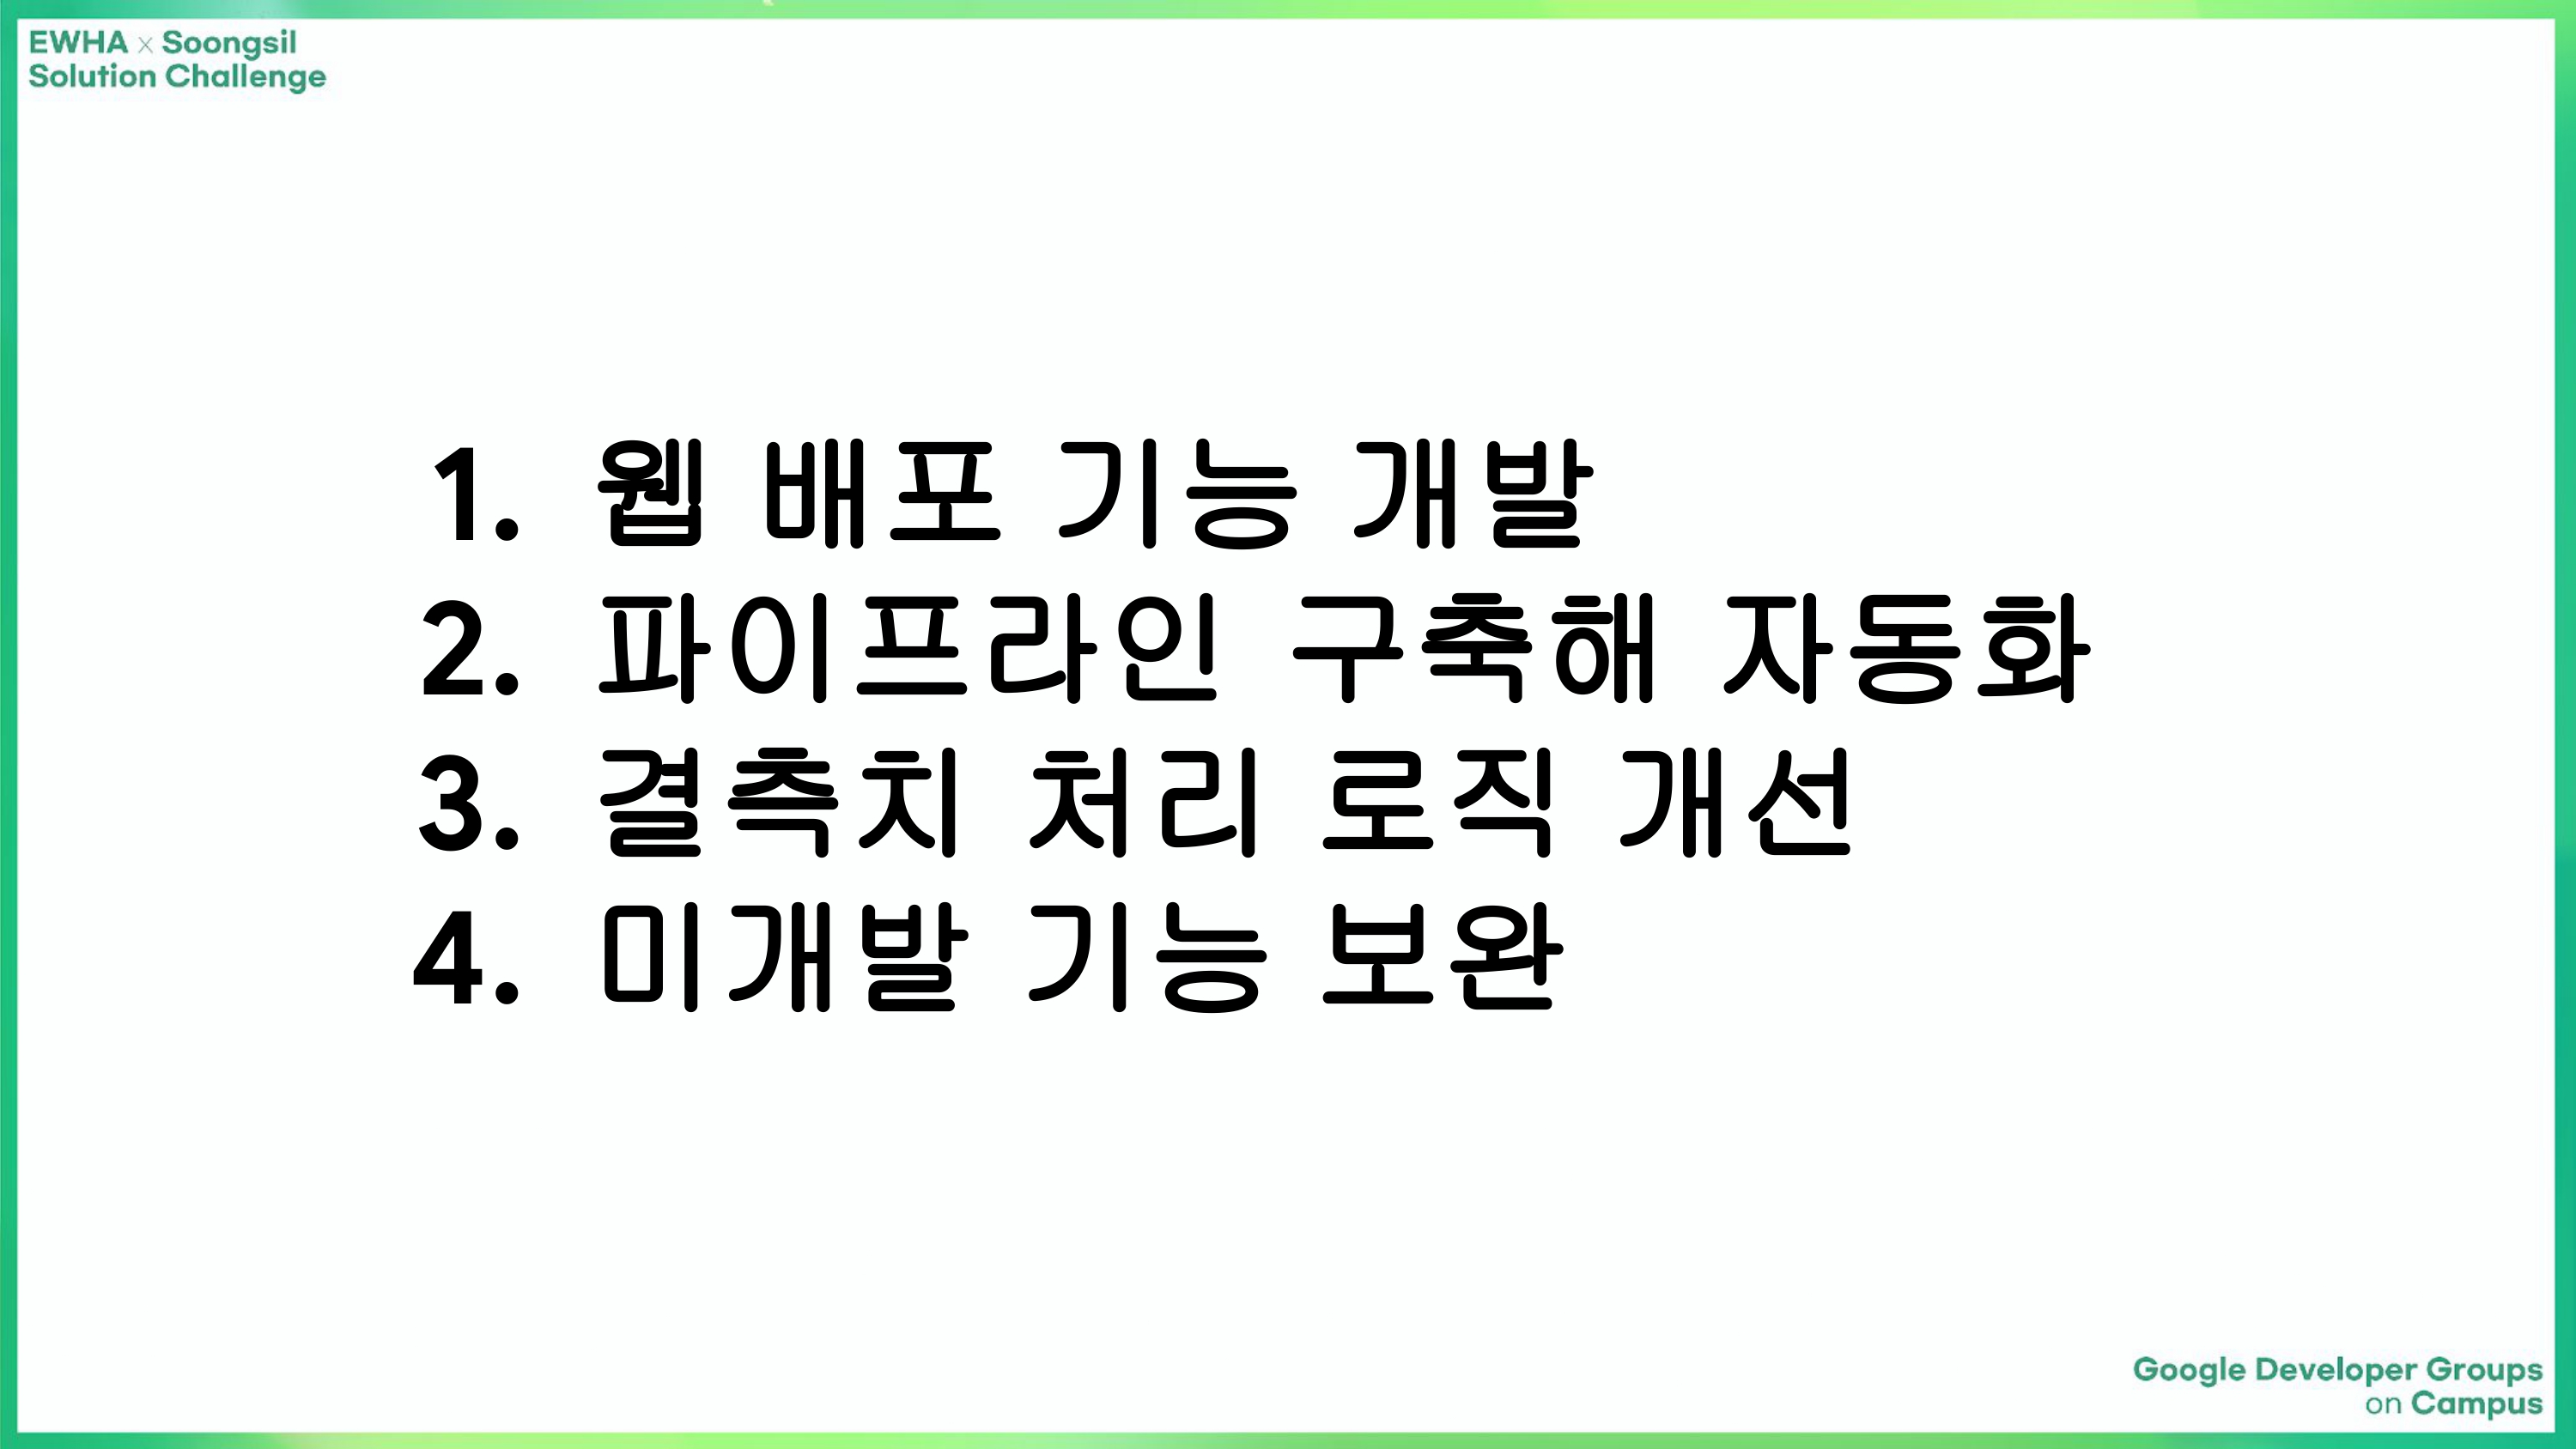 EWHA x Soongsil
Solution Challenge
1. 웹 배포 기능 개발
2. 파이프라인 구축해 자동화
3. 결측치 처리 로직 개선
4. 미개발 기능 보완
Google Developer Groups
on Campus